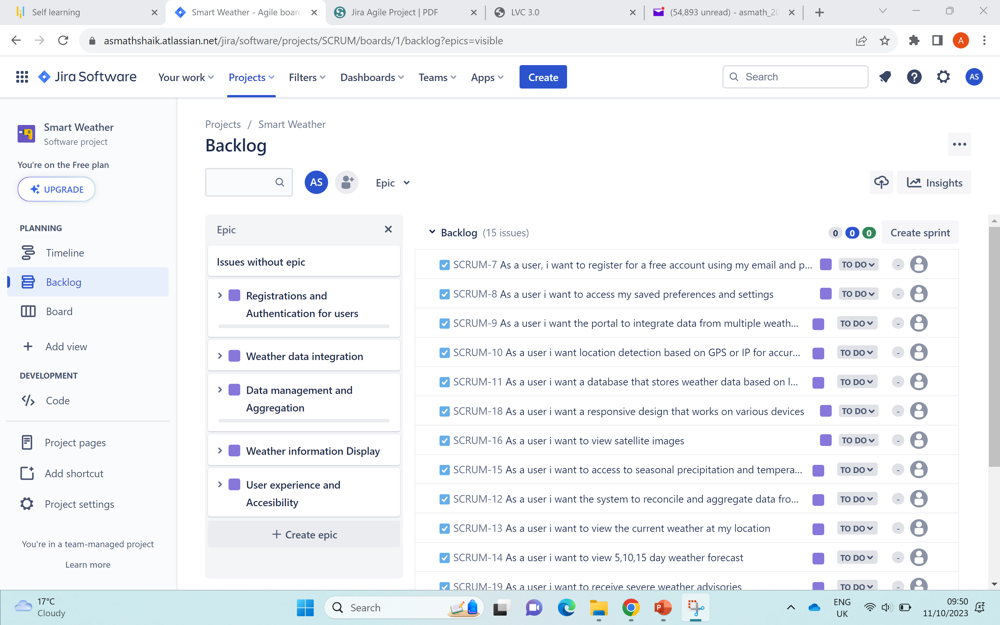 Self learning
Smart Weather - Agile board
Jira Agile Project | PDF
LVC 3.0
(54,893 unread) - asmath_20
asmathshaik.atlassian.net/jira/software/projects/SCRUM/boards/1/backlog?epics=visible
A
Jira Software
Your work
Projects
Filters
Dashboards
Teams
Apps
Create
Search
AS
Smart Weather
Software project
You're on the Free plan
UPGRADE
PLANNING
Timeline
Backlog
Board
Add view
DEVELOPMENT
Code
Project pages
Add shortcut
Project settings
You're in a team-managed project
Learn more
Projects / Smart Weather
Backlog
AS
Epic
Insights
Epic
Issues without epic
Registrations and
Authentication for users
Weather data integration
Data management and
Aggregation
Weather information Display
User experience and
Accesibility
+ Create epic
Backlog (15 issues)
0 0 0 Create sprint
SCRUM-7 As a user, i want to register for a free account using my email and p... TO DO -
SCRUM-8 As a user i want to access my saved preferences and settings TO DO -
SCRUM-9 As a user i want the portal to integrate data from multiple weath... TO DO -
SCRUM-10 As a user i want location detection based on GPS or IP for accur... TO DO -
SCRUM-11 As a user i want a database that stores weather data based on l... TO DO -
SCRUM-18 As a user i want a responsive design that works on various devices TO DO -
SCRUM-16 As a user i want to view satellite images TO DO -
SCRUM-15 As a user i want to access to seasonal precipitation and tempera... TO DO -
SCRUM-12 As a user i want the system to reconcile and aggregate data fro... TO DO -
SCRUM-13 As a user i want to view the current weather at my location TO DO -
SCRUM-14 As a user i want to view 5,10,15 day weather forecast TO DO -
SCRUM-19 As a user i want to receive severe weather advisories TO DO -
17°C
Cloudy
Search
P
ENG
UK
09:50
11/10/2023